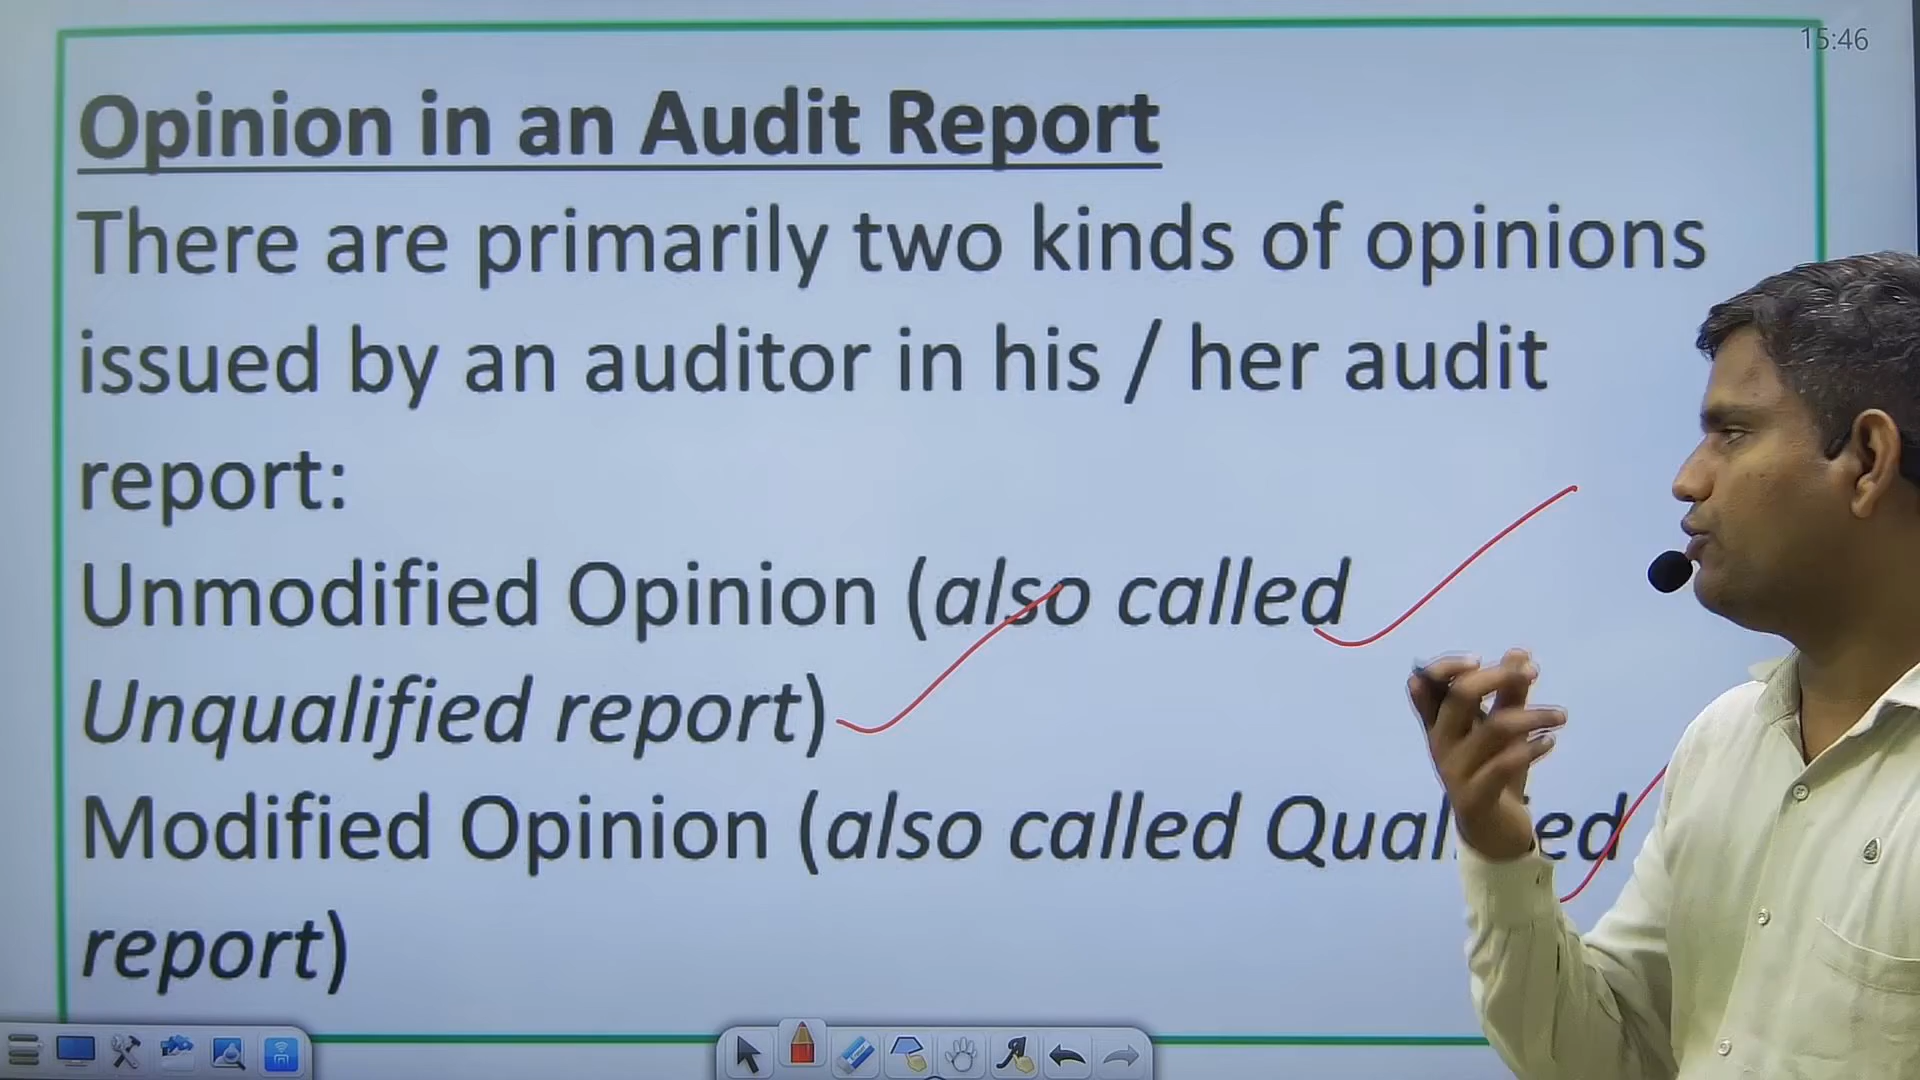 15:46
Opinion in an Audit Report
There are primarily two kinds of opinions
issued by an auditor in his / her audit
report:
Unmodified Opinion (also called
Unqualified report)
Modified Opinion (also called Qualified
report)